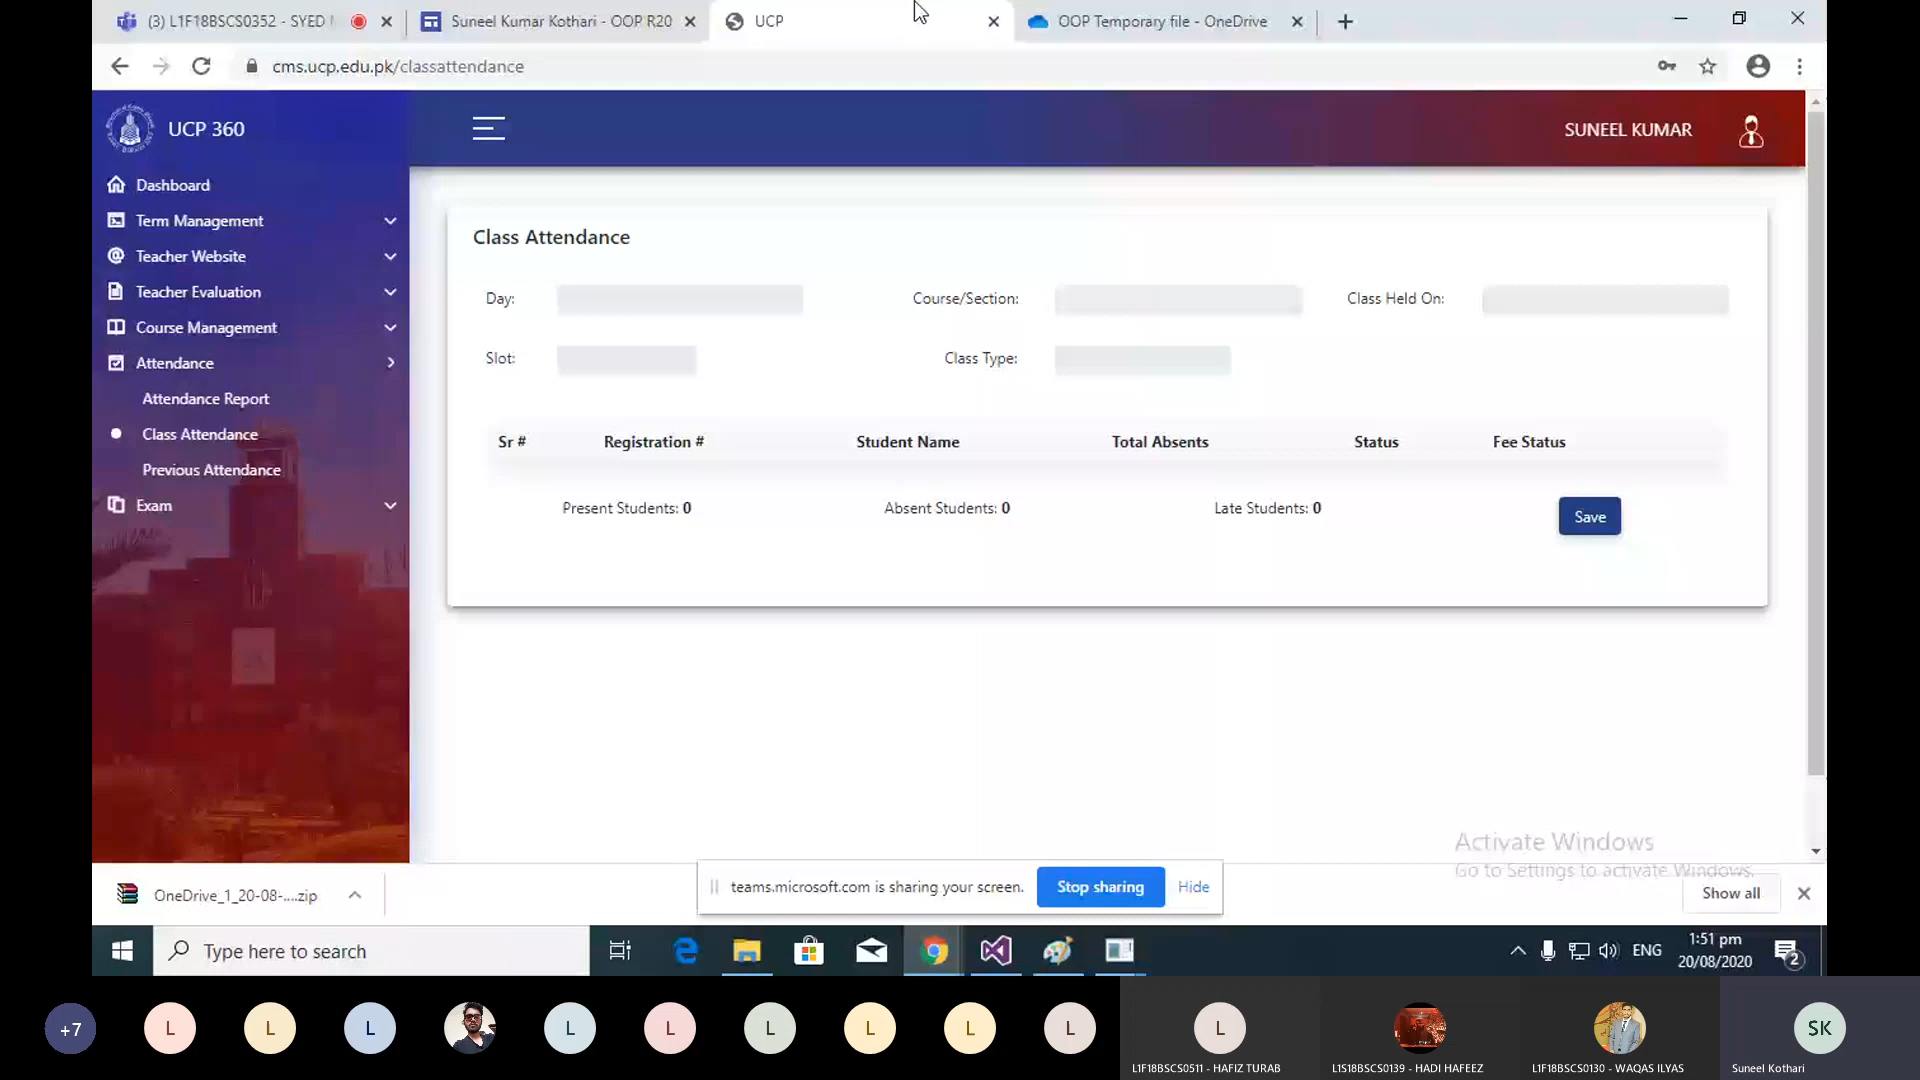 (3) L1F18BSCS0352 - SYED
Suneel Kumar Kothari - OOP R20
UCP
OOP Temporary file - OneDrive
cms.ucp.edu.pk/classattendance
UCP 360
SUNEEL KUMAR
Dashboard
Term Management
Teacher Website
Teacher Evaluation
Course Management
Attendance
Attendance Report
Class Attendance
Previous Attendance
Exam
Class Attendance
Day:
Course/Section:
Class Held On:
Slot:
Class Type:
Sr # Registration # Student Name Total Absents Status Fee Status
Present Students: 0 Absent Students: 0 Late Students: 0
Save
Activate Windows
Go to Settings to activate Windows.
OneDrive_1_20-08-....zip
teams.microsoft.com is sharing your screen.
Stop sharing
Hide
Show all
Type here to search
ENG
1:51 pm
20/08/2020
2
+7 L L L L L L L L L L SK
L1F18BSCS0511 - HAFIZ TURAB
L1S18BSCS0139 - HADI HAFEEZ
L1F18BSCS0130 - WAQAS ILYAS
Suneel Kothari